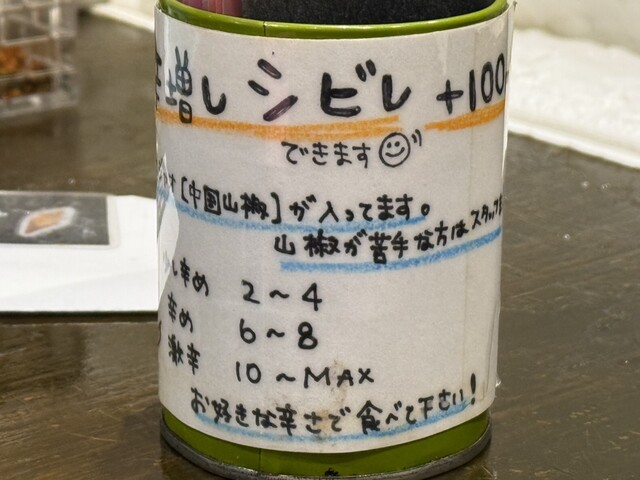 増し シビレ +100
できます
[中国山椒]が入ってます。
山椒が苦手な方はスタッフ
し辛め 2～4
辛め 6～8
激辛 10～MAX
お好きな辛さで食べて下さい!